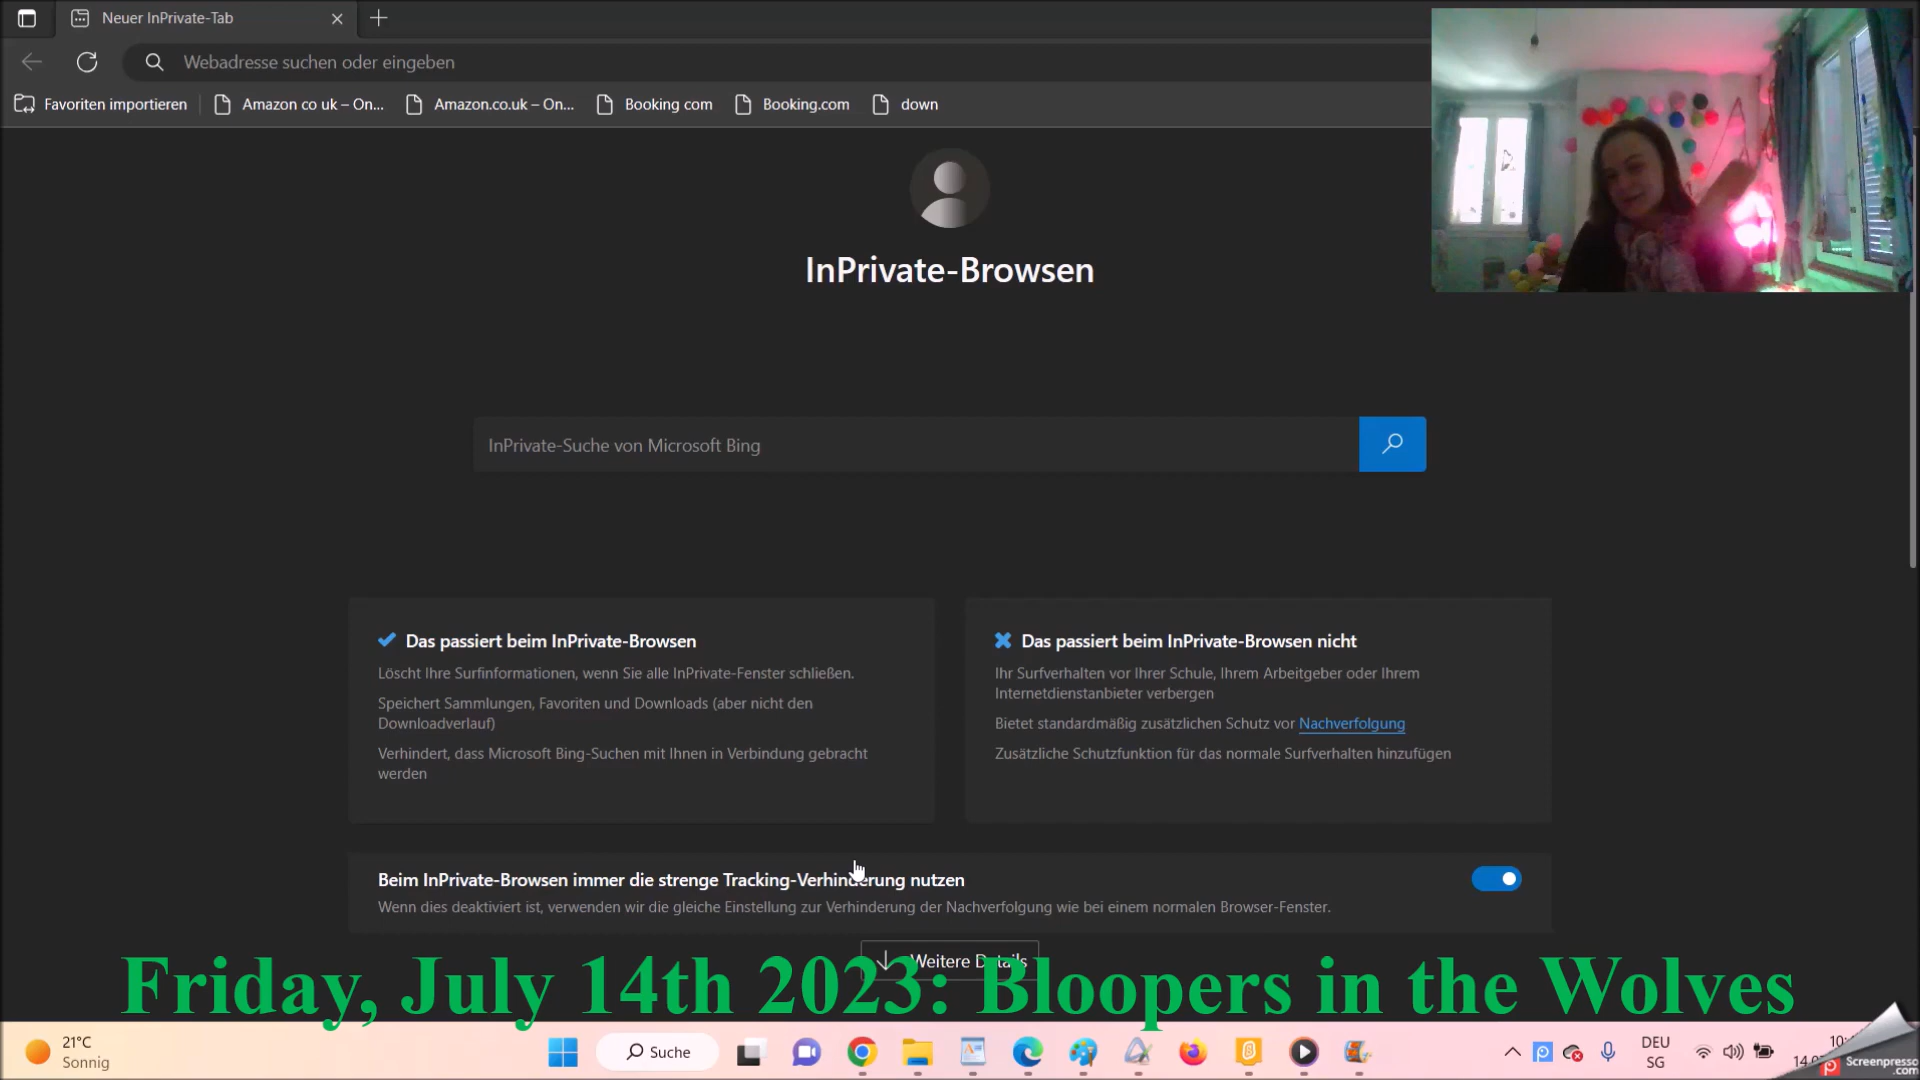 Neuer InPrivate-Tab
Webadresse suchen oder eingeben
Favoriten importieren
Amazon co uk – On...
Amazon.co.uk – On...
Booking com
Booking.com
down
InPrivate-Browsen
InPrivate-Suche von Microsoft Bing
Das passiert beim InPrivate-Browsen
Löscht Ihre Surfinformationen, wenn Sie alle InPrivate-Fenster schließen.
Speichert Sammlungen, Favoriten und Downloads (aber nicht den
Downloadverlauf)
Verhindert, dass Microsoft Bing-Suchen mit Ihnen in Verbindung gebracht
werden
Das passiert beim InPrivate-Browsen nicht
Ihr Surfverhalten vor Ihrer Schule, Ihrem Arbeitgeber oder Ihrem
Internetdienstanbieter verbergen
Bietet standardmäßig zusätzlichen Schutz vor Nachverfolgung
Zusätzliche Schutzfunktion für das normale Surfverhalten hinzufügen
Beim InPrivate-Browsen immer die strenge Tracking-Verhinderung nutzen
Wenn dies deaktiviert ist, verwenden wir die gleiche Einstellung zur Verhinderung der Nachverfolgung wie bei einem normalen Browser-Fenster.
Weitere Details
Friday, July 14th 2023: Bloopers in the Wolves
21°C
Sonnig
Suche
DEU
SG
Screenpresso
.com